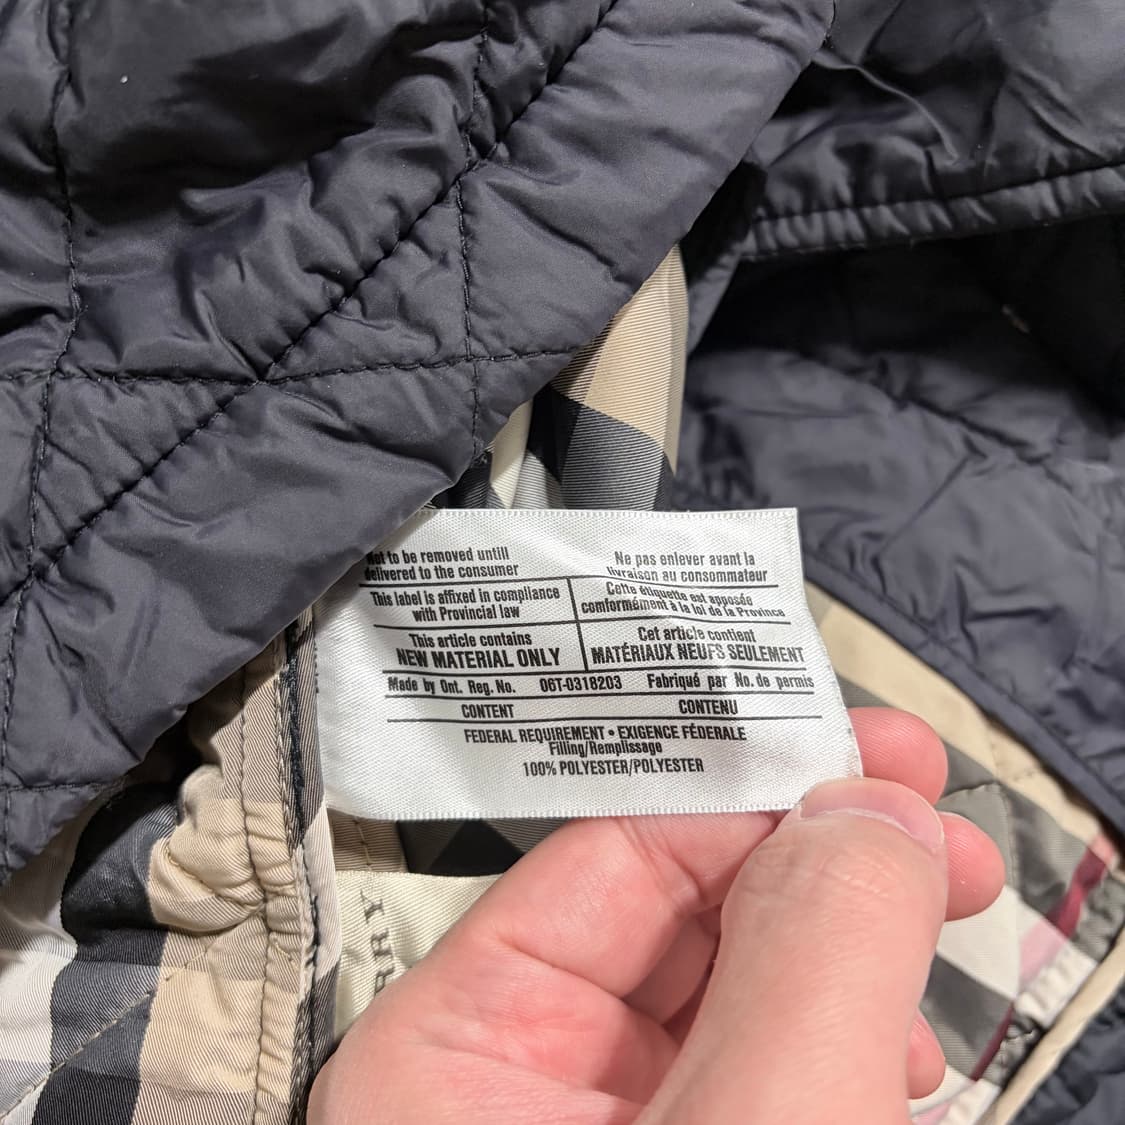 Not to be removed untill
delivered to the consumer
Ne pas enlever avant la
livraison au consommateur
This label is affixed in compliance
with Provincial law
Cette étiquette est apposée
conformément à la loi de la Province
This article contains
NEW MATERIAL ONLY
Cet article contient
MATÉRIAUX NEUFS SEULEMENT
Made by Ont. Reg. No. 06T-0318203 Fabriqué par No. de permis
CONTENT CONTENU
FEDERAL REQUIREMENT • EXIGENCE FÉDERALE
Filling/Remplissage
100% POLYESTER/POLYESTER